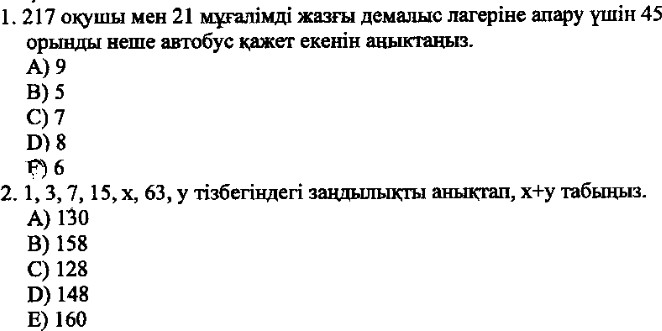 1. 217 оқушы мен 21 мұғалімді жазғы демалыс лагеріне апару үшін 45
орынды неше автобус қажет екенін анықтаңыз.
A) 9
B) 5
C) 7
D) 8
E) 6
2. 1, 3, 7, 15, x, 63, y тізбегіндегі заңдылықты анықтап, x+y табыңыз.
A) 130
B) 158
C) 128
D) 148
E) 160